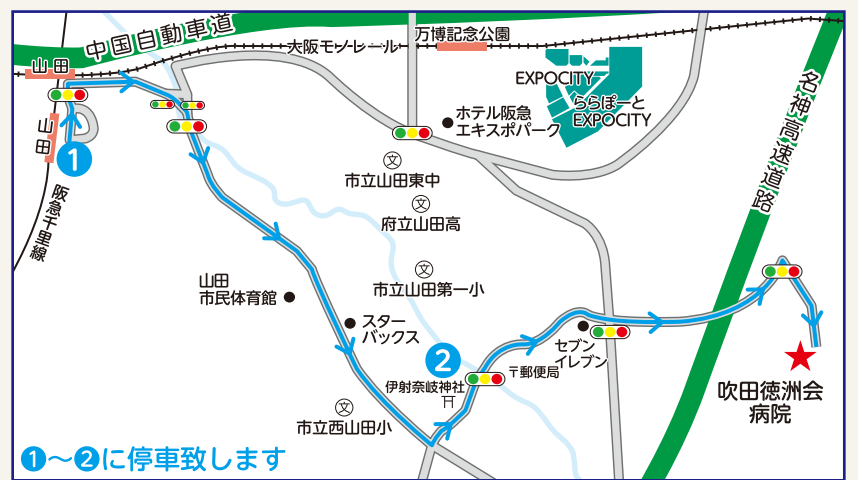 中国自動車道
大阪モノレール
万博記念公園
山田
EXPOCITY
ららぽーと
EXPOCITY
名神高速道路
ホテル阪急
エキスポパーク
山田
1
文
市立山田東中
阪急千里線
文
府立山田高
文
市立山田第一小
山田
市民体育館
スター
バックス
セブン
イレブン
2
〒郵便局
伊射奈岐神社
吹田徳洲会
病院
文
市立西山田小
❶～❷に停車致します